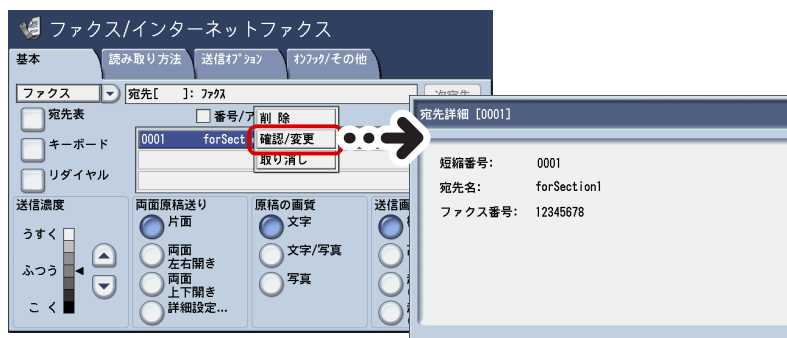 ファクス/インターネットファクス
基本
読み取り方法
送信ｵﾌﾟｼｮﾝ
ｵﾝﾌｯｸ/その他
ファクス
宛先[ ]: ﾌｧｸｽ
宛先表
キーボード
リダイヤル
番号/ア
0001 forSect
削 除
確認/変更
取り消し
送信濃度
うすく
ふつう
こ く
両面原稿送り
片面
両面
左右開き
両面
上下開き
詳細設定...
原稿の画質
文字
文字/写真
写真
送信画
宛先詳細 [0001]
短縮番号: 0001
宛先名: forSection1
ファクス番号: 12345678